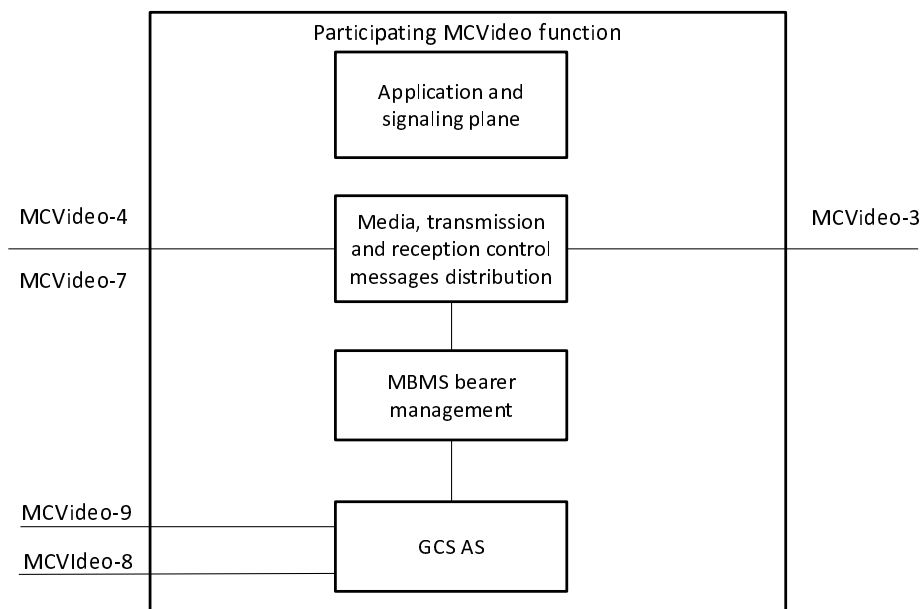 Participating MCVideo function
Application and
signaling plane
MCVideo-4
MCVideo-3
Media, transmission
and reception control
messages distribution
MCVideo-7
MBMS bearer
management
MCVideo-9
GCS AS
MCVIdeo-8